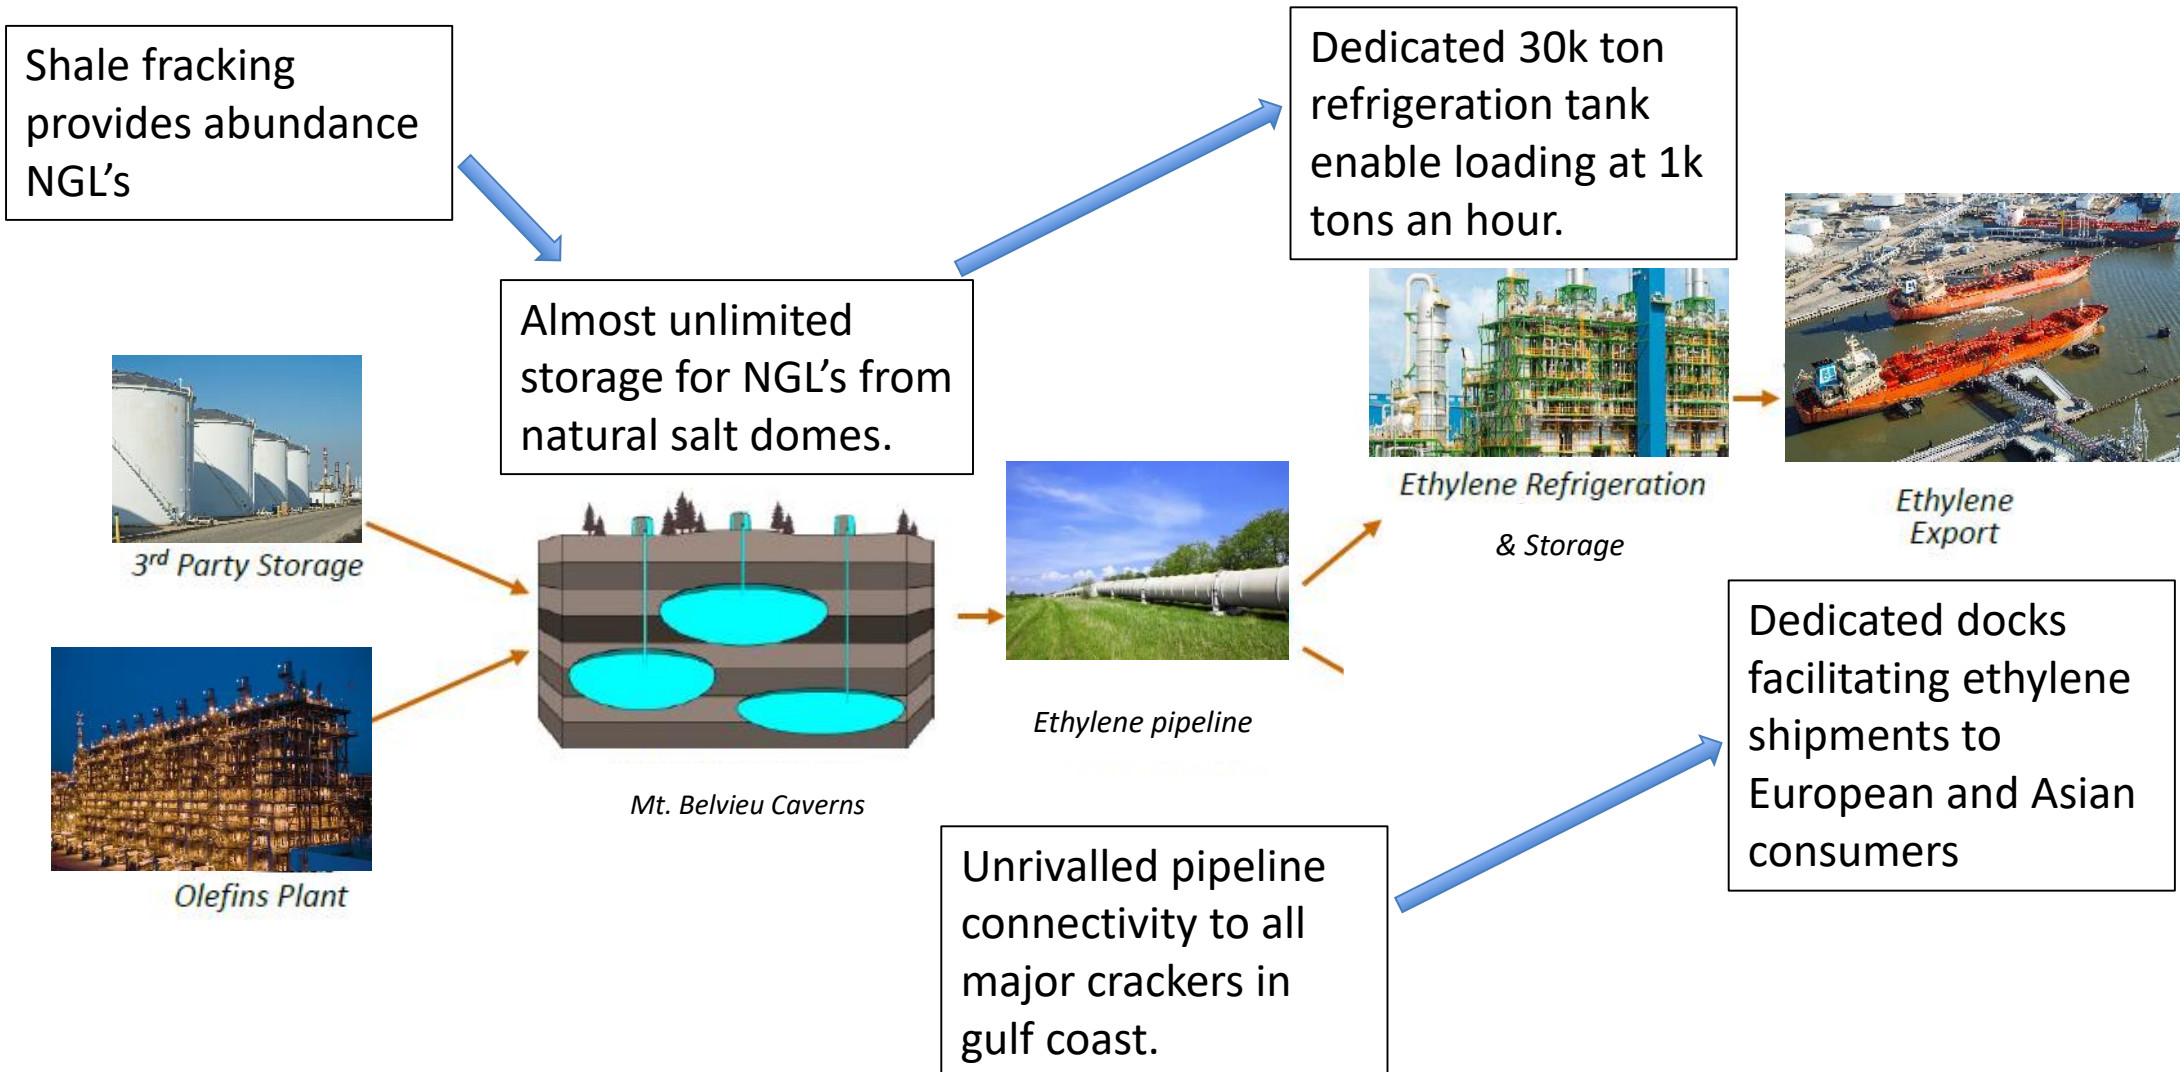 Shale fracking
provides abundance
NGL’s
Dedicated 30k ton
refrigeration tank
enable loading at 1k
tons an hour.
Almost unlimited
storage for NGL’s from
natural salt domes.
3rd Party Storage
Ethylene Refrigeration
& Storage
Ethylene
Export
Olefins Plant
Mt. Belvieu Caverns
Ethylene pipeline
Dedicated docks
facilitating ethylene
shipments to
European and Asian
consumers
Unrivalled pipeline
connectivity to all
major crackers in
gulf coast.